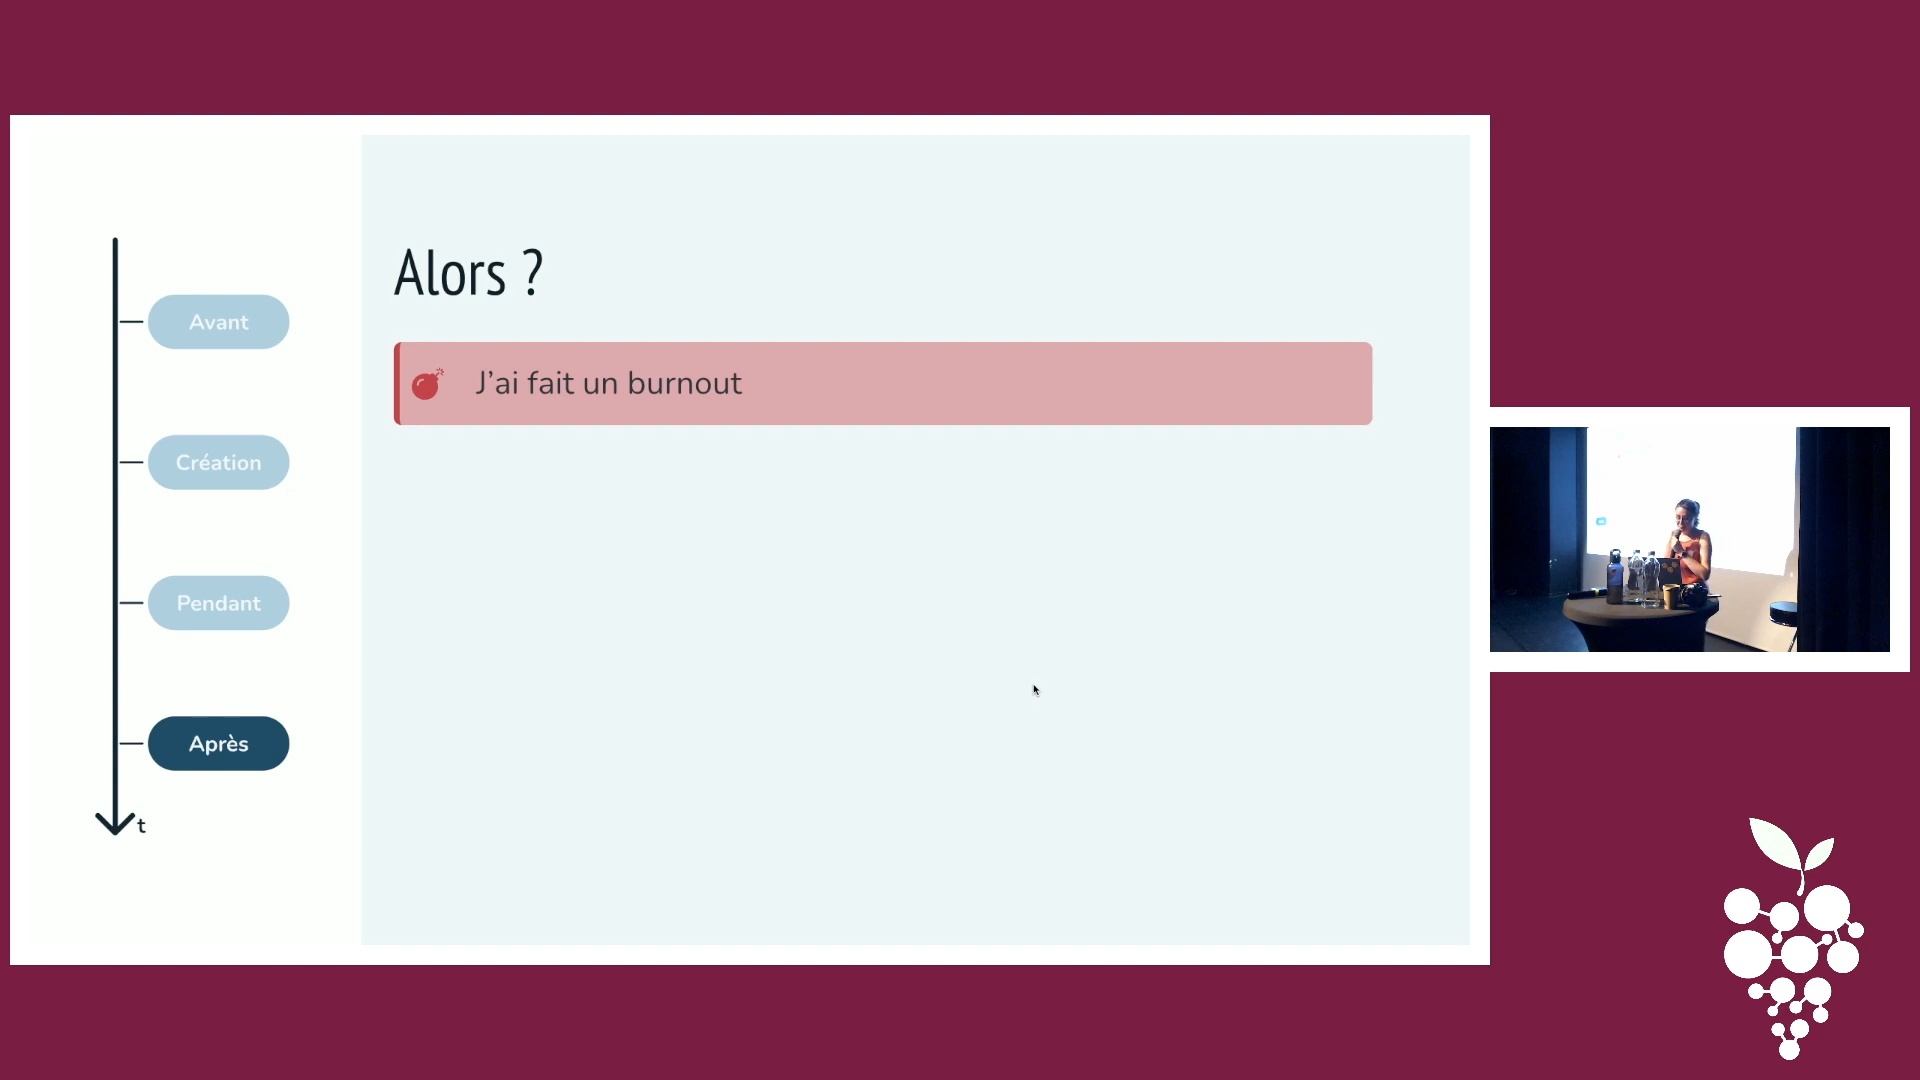 Avant
Création
Pendant
Après
t
Alors ?
J’ai fait un burnout